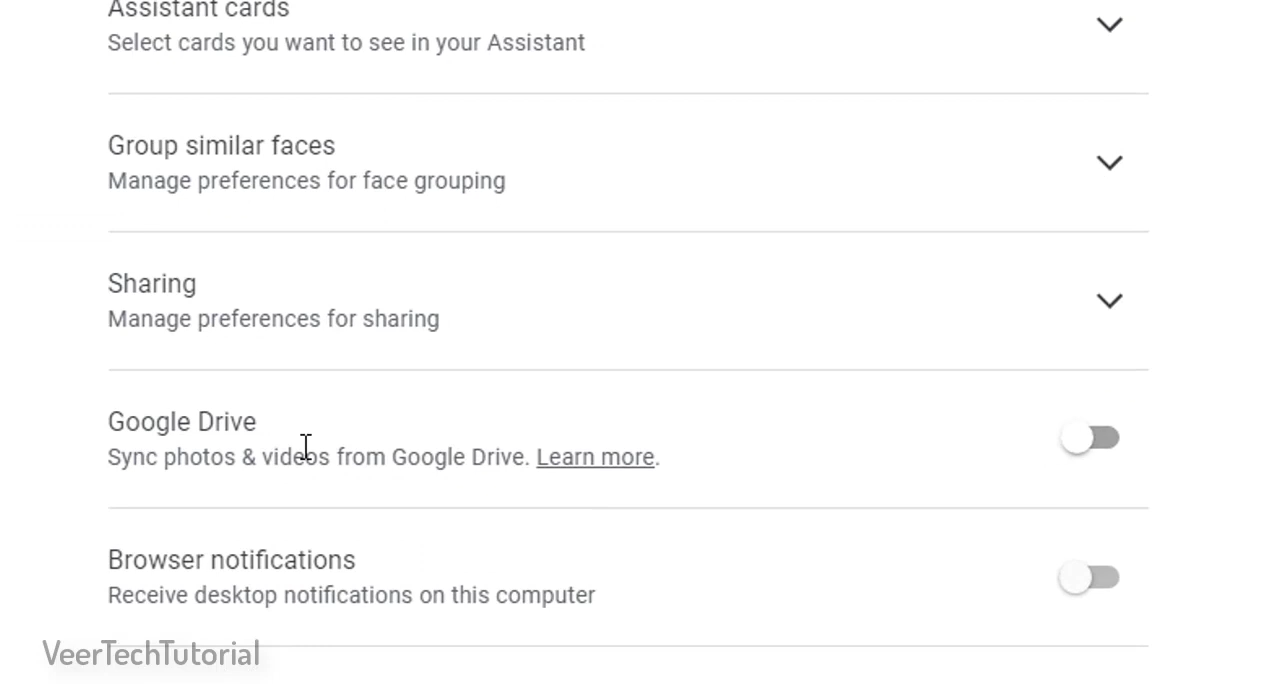 Assistant cards
Select cards you want to see in your Assistant
Group similar faces
Manage preferences for face grouping
Sharing
Manage preferences for sharing
Google Drive
Sync photos & videos from Google Drive. Learn more.
Browser notifications
Receive desktop notifications on this computer
VeerTechTutorial